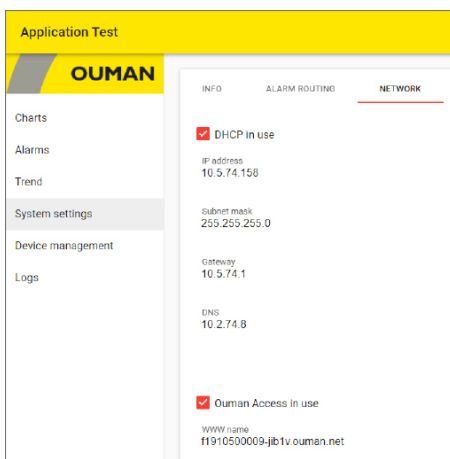 Application Test
OUMAN
INFO ALARM ROUTING NETWORK
Charts
Alarms
Trend
System settings
Device management
Logs
DHCP in use
IP address
10.5.74.158
Subnet mask
255.255.255.0
Gateway
10.5.74.1
DNS
10.2.74.8
Ouman Access in use
WWW name
f1910500009-jib1v.ouman.net